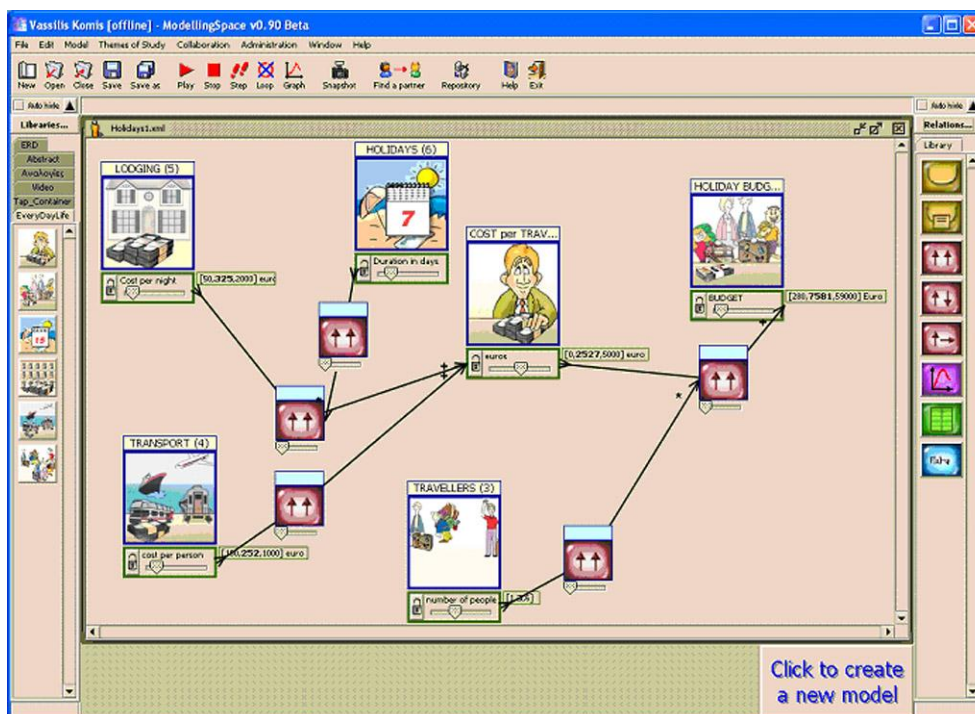 Vassilis Komis [offline] - ModellingSpace v0.90 Beta
File Edit Model Themes of Study Collaboration Administration Window Help
New Open Close Save Save as Play Stop Step Loop Graph Snapshot Find a partner Repository Help Exit
Auto hide
Auto hide
Libraries...
Holidays1.xml
Relations...
ERD
Abstract
Αναλογίες
Video
Tap_Container
EveryDayLife
Library
LODGING (5)
Cost per night
[50,325,2000] euro
HOLIDAYS (6)
7
Duration in days
COST per TRAV...
euros
[0,2527,5000] euro
HOLIDAY BUDG...
BUDGET
[280,7581,59000] Euro
+
*
15
TRANSPORT (4)
cost per person
252,1000] euro
TRAVELLERS (3)
number of people
Click to create
a new model